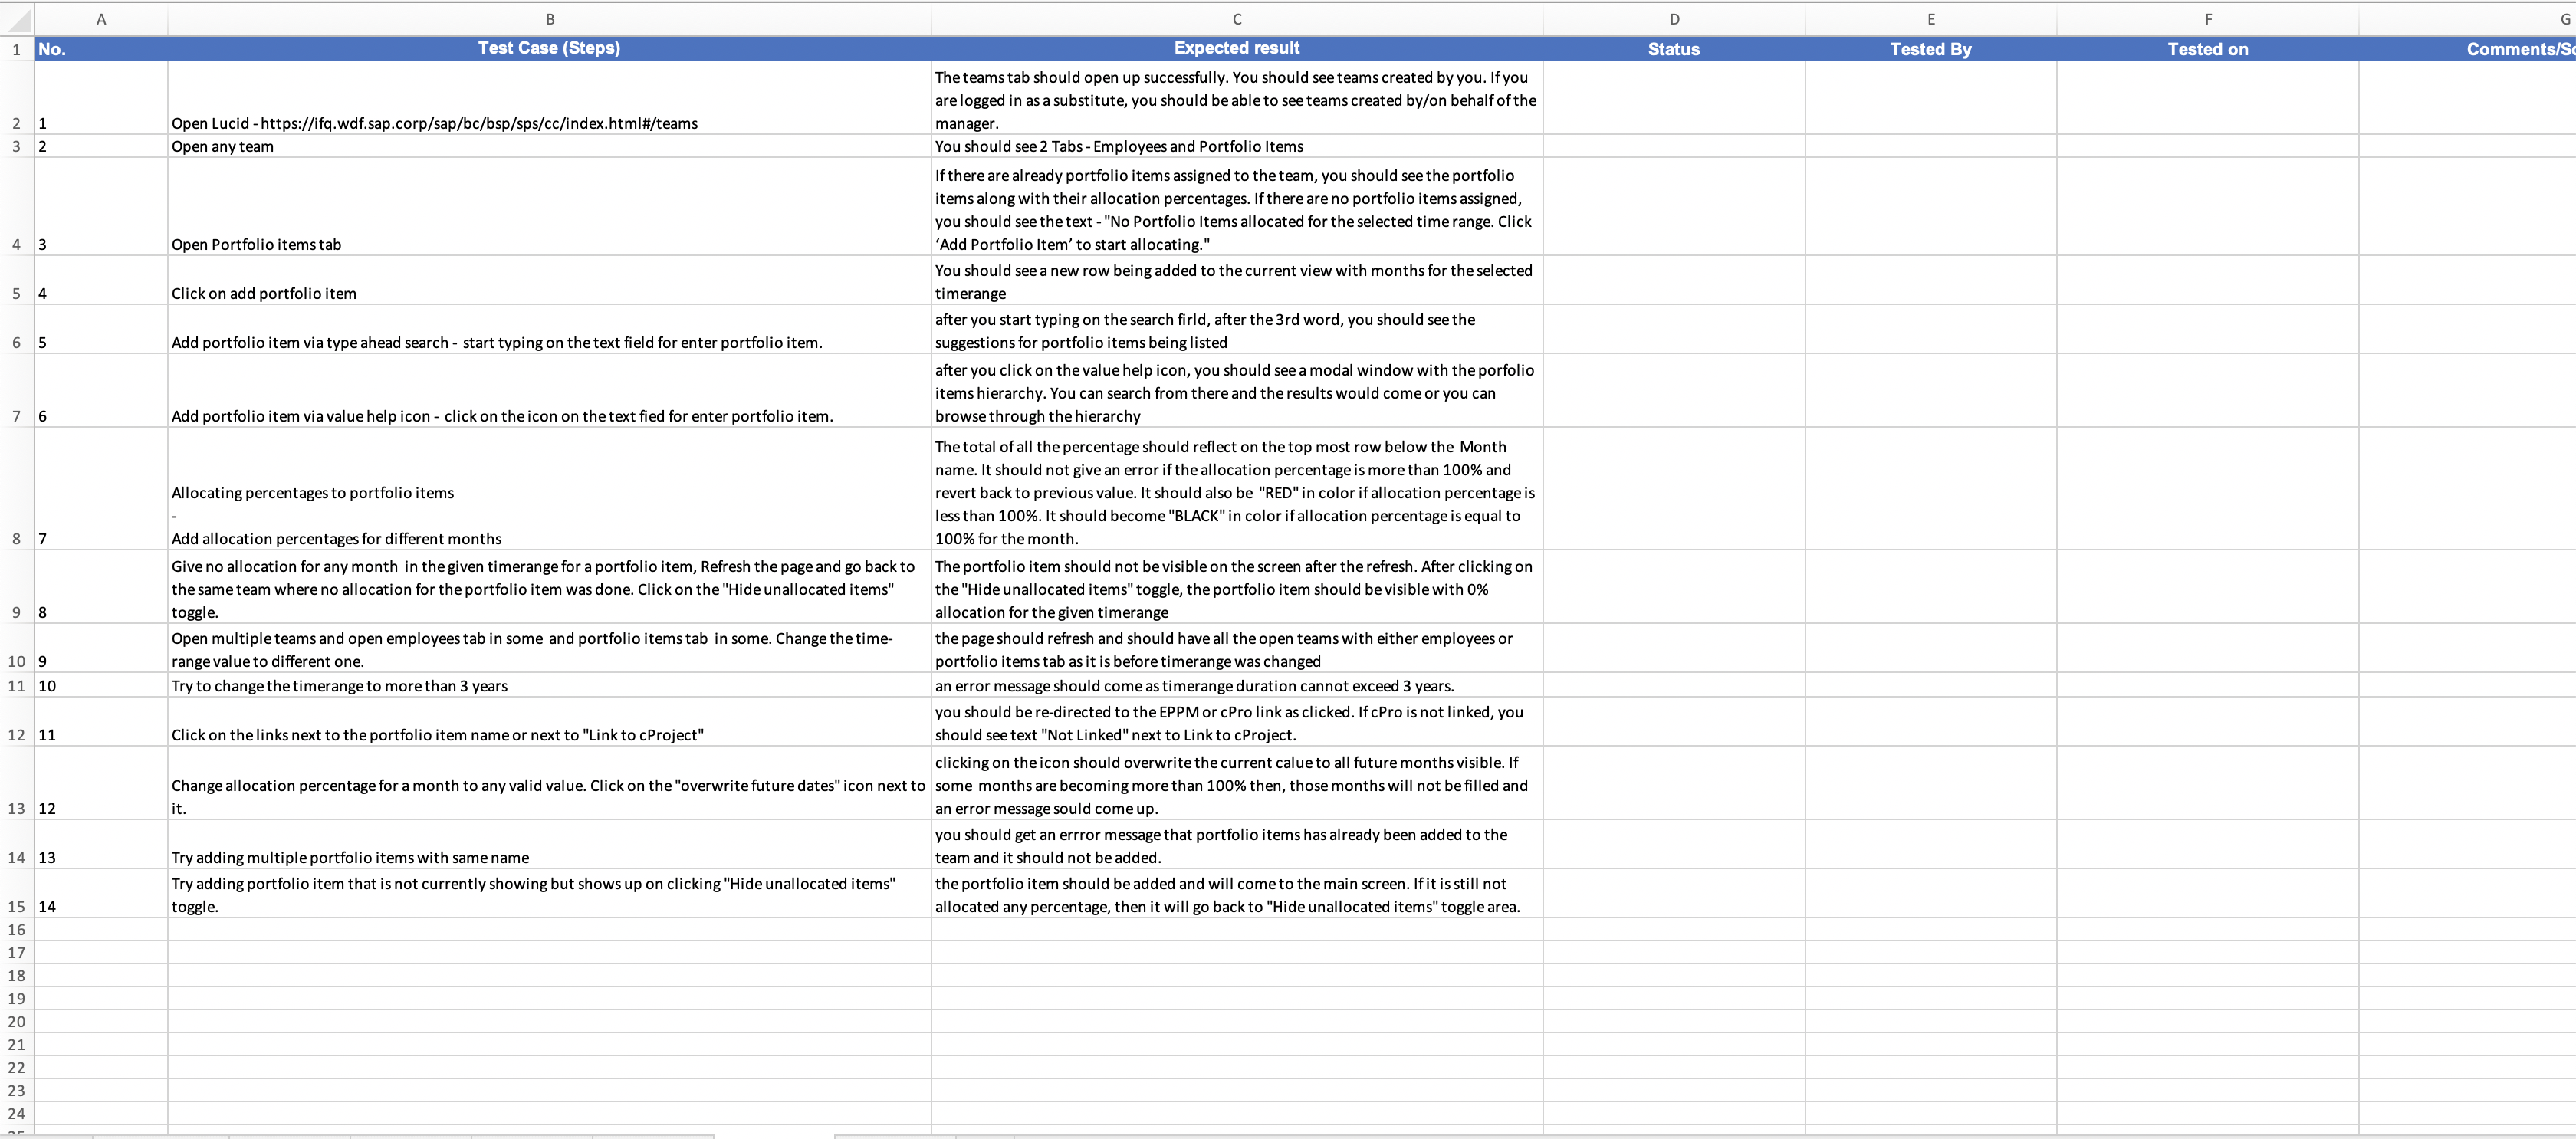 A B C D E F G
1 No. Test Case (Steps) Expected result Status Tested By Tested on Comments/Sc
The teams tab should open up successfully. You should see teams created by you. If you
are logged in as a substitute, you should be able to see teams created by/on behalf of the
2 1 Open Lucid - https://ifq.wdf.sap.corp/sap/bc/bsp/sps/cc/index.html#/teams manager.
3 2 Open any team You should see 2 Tabs - Employees and Portfolio Items
If there are already portfolio items assigned to the team, you should see the portfolio
items along with their allocation percentages. If there are no portfolio items assigned,
you should see the text - "No Portfolio Items allocated for the selected time range. Click
4 3 Open Portfolio items tab ‘Add Portfolio Item’ to start allocating."
You should see a new row being added to the current view with months for the selected
5 4 Click on add portfolio item timerange
after you start typing on the search firld, after the 3rd word, you should see the
6 5 Add portfolio item via type ahead search - start typing on the text field for enter portfolio item. suggestions for portfolio items being listed
after you click on the value help icon, you should see a modal window with the porfolio
items hierarchy. You can search from there and the results would come or you can
7 6 Add portfolio item via value help icon - click on the icon on the text fied for enter portfolio item. browse through the hierarchy
The total of all the percentage should reflect on the top most row below the Month
name. It should not give an error if the allocation percentage is more than 100% and
Allocating percentages to portfolio items revert back to previous value. It should also be "RED" in color if allocation percentage is
- less than 100%. It should become "BLACK" in color if allocation percentage is equal to
8 7 Add allocation percentages for different months 100% for the month.
Give no allocation for any month in the given timerange for a portfolio item, Refresh the page and go back to The portfolio item should not be visible on the screen after the refresh. After clicking on
the same team where no allocation for the portfolio item was done. Click on the "Hide unallocated items" the "Hide unallocated items" toggle, the portfolio item should be visible with 0%
9 8 toggle. allocation for the given timerange
Open multiple teams and open employees tab in some and portfolio items tab in some. Change the time- the page should refresh and should have all the open teams with either employees or
10 9 range value to different one. portfolio items tab as it is before timerange was changed
11 10 Try to change the timerange to more than 3 years an error message should come as timerange duration cannot exceed 3 years.
you should be re-directed to the EPPM or cPro link as clicked. If cPro is not linked, you
12 11 Click on the links next to the portfolio item name or next to "Link to cProject" should see text "Not Linked" next to Link to cProject.
clicking on the icon should overwrite the current calue to all future months visible. If
Change allocation percentage for a month to any valid value. Click on the "overwrite future dates" icon next to some months are becoming more than 100% then, those months will not be filled and
13 12 it. an error message sould come up.
you should get an errror message that portfolio items has already been added to the
14 13 Try adding multiple portfolio items with same name team and it should not be added.
Try adding portfolio item that is not currently showing but shows up on clicking "Hide unallocated items" the portfolio item should be added and will come to the main screen. If it is still not
15 14 toggle. allocated any percentage, then it will go back to "Hide unallocated items" toggle area.
16
17
18
19
20
21
22
23
24